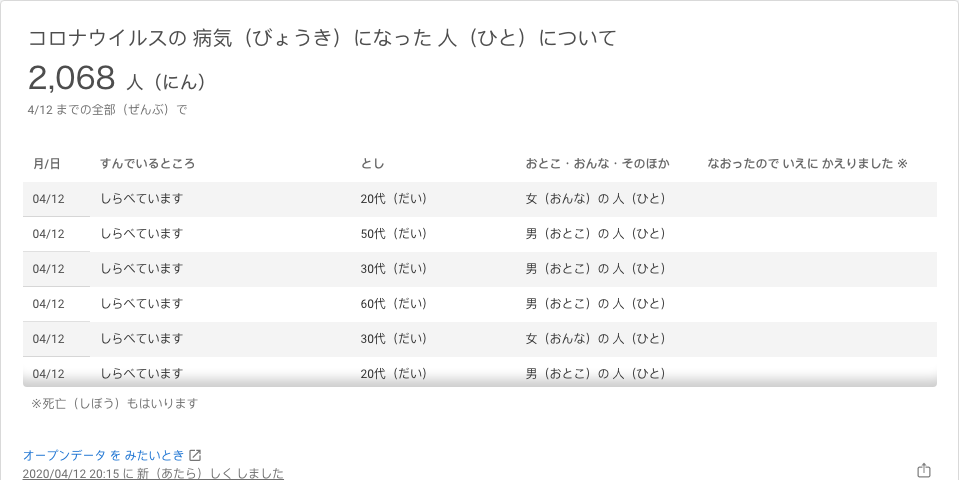 コロナウイルスの 病気（びょうき）になった 人（ひと）について
2,068 人（にん）
4/12 までの全部（ぜんぶ）で
月/日 すんでいるところ とし おとこ・おんな・そのほか なおったので いえに かえりました ※
04/12 しらべています 20代（だい） 女（おんな）の 人（ひと）
04/12 しらべています 50代（だい） 男（おとこ）の 人（ひと）
04/12 しらべています 30代（だい） 男（おとこ）の 人（ひと）
04/12 しらべています 60代（だい） 男（おとこ）の 人（ひと）
04/12 しらべています 30代（だい） 女（おんな）の 人（ひと）
04/12 しらべています 20代（だい） 男（おとこ）の 人（ひと）
※死亡（しぼう）もはいります
オープンデータ を みたいとき
2020/04/12 20:15 に 新（あたら）しく しました